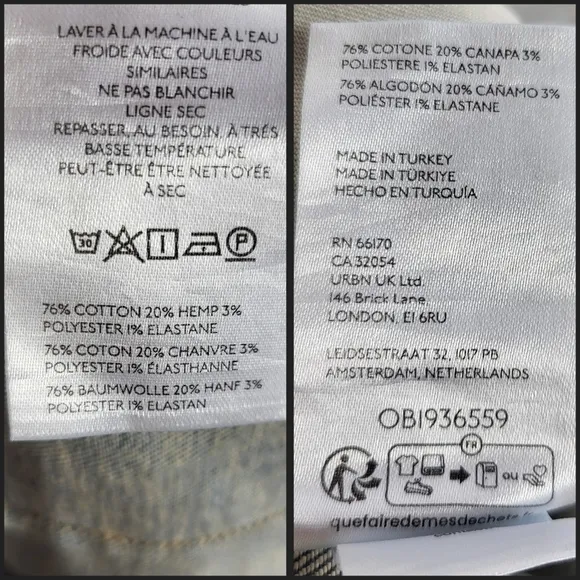 LAVER À LA MACHINE À L'EAU
FROIDE AVEC COULEURS
SIMILAIRES
NE PAS BLANCHIR
LIGNE SEC
REPASSER, AU BESOIN, À TRÉS
BASSE TEMPÉRATURE
PEUT-ÊTRE ÊTRE NETTOYÉE
À SEC
30 P
76% COTTON 20% HEMP 3%
POLYESTER 1% ELASTANE
76% COTON 20% CHANVRE 3%
POLYESTER 1% ÉLASTHANNE
76% BAUMWOLLE 20% HANF 3%
POLYESTER 1% ELASTAN
76% COTONE 20% CANAPA 3%
POLIESTERE 1% ELASTAN
76% ALGODÓN 20% CÁÑAMO 3%
POLIÉSTER 1% ELASTANE
MADE IN TURKEY
MADE IN TÜRKIYE
HECHO EN TURQUÍA
RN 66170
CA 32054
URBN UK Ltd.
146 Brick Lane
LONDON, E1 6RU
LEIDSESTRAAT 32, 1017 PB
AMSTERDAM, NETHERLANDS
OB1936559
FR
ou
quefairedemesdechets